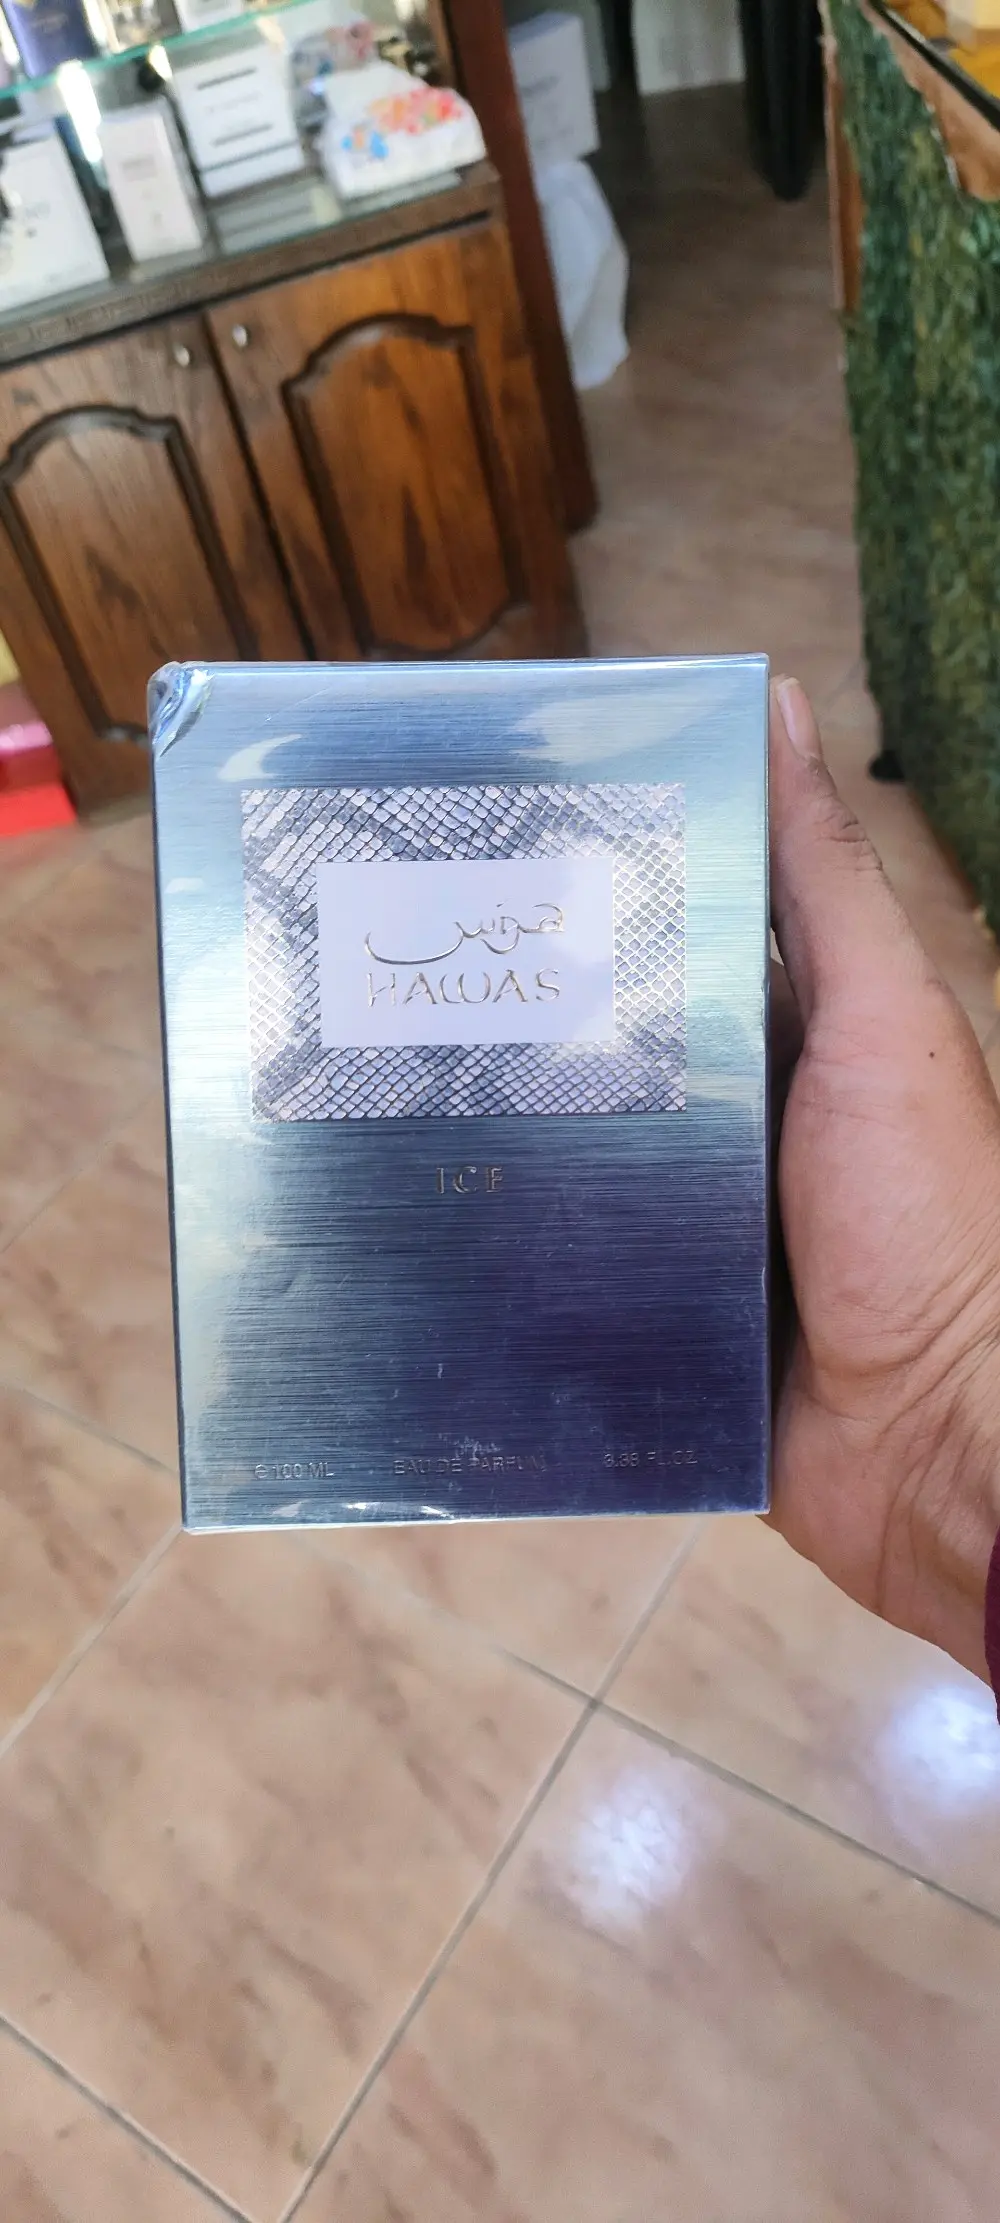 هوس
HAWAS
ICE
℮100 ML EAU DE PARFUM 3.38 FL.OZ